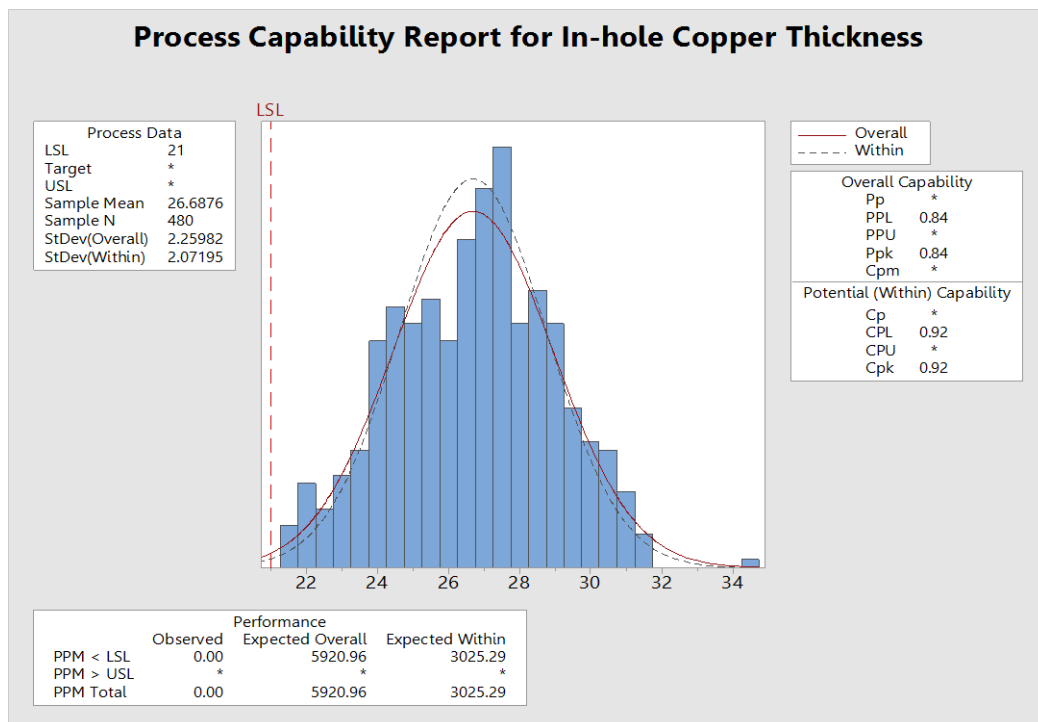 Process Capability Report for In-hole Copper Thickness
LSL
Process Data
LSL 21
Target *
USL *
Sample Mean 26.6876
Sample N 480
StDev(Overall) 2.25982
StDev(Within) 2.07195
Overall
Within
Overall Capability
Pp *
PPL 0.84
PPU *
Ppk 0.84
Cpm *
Potential (Within) Capability
Cp *
CPL 0.92
CPU *
Cpk 0.92
22 24 26 28 30 32 34
Performance
Observed Expected Overall Expected Within
PPM < LSL 0.00 5920.96 3025.29
PPM > USL * * *
PPM Total 0.00 5920.96 3025.29